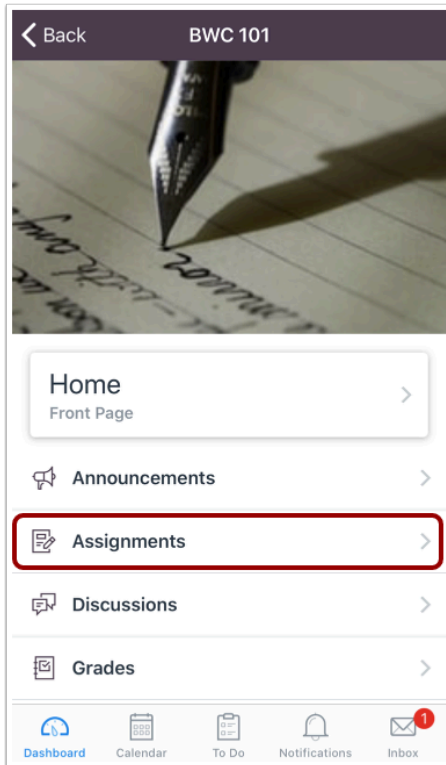 Back
BWC 101
Home
Front Page
Announcements
Assignments
Discussions
Grades
1
Dashboard
Calendar
To Do
Notifications
Inbox